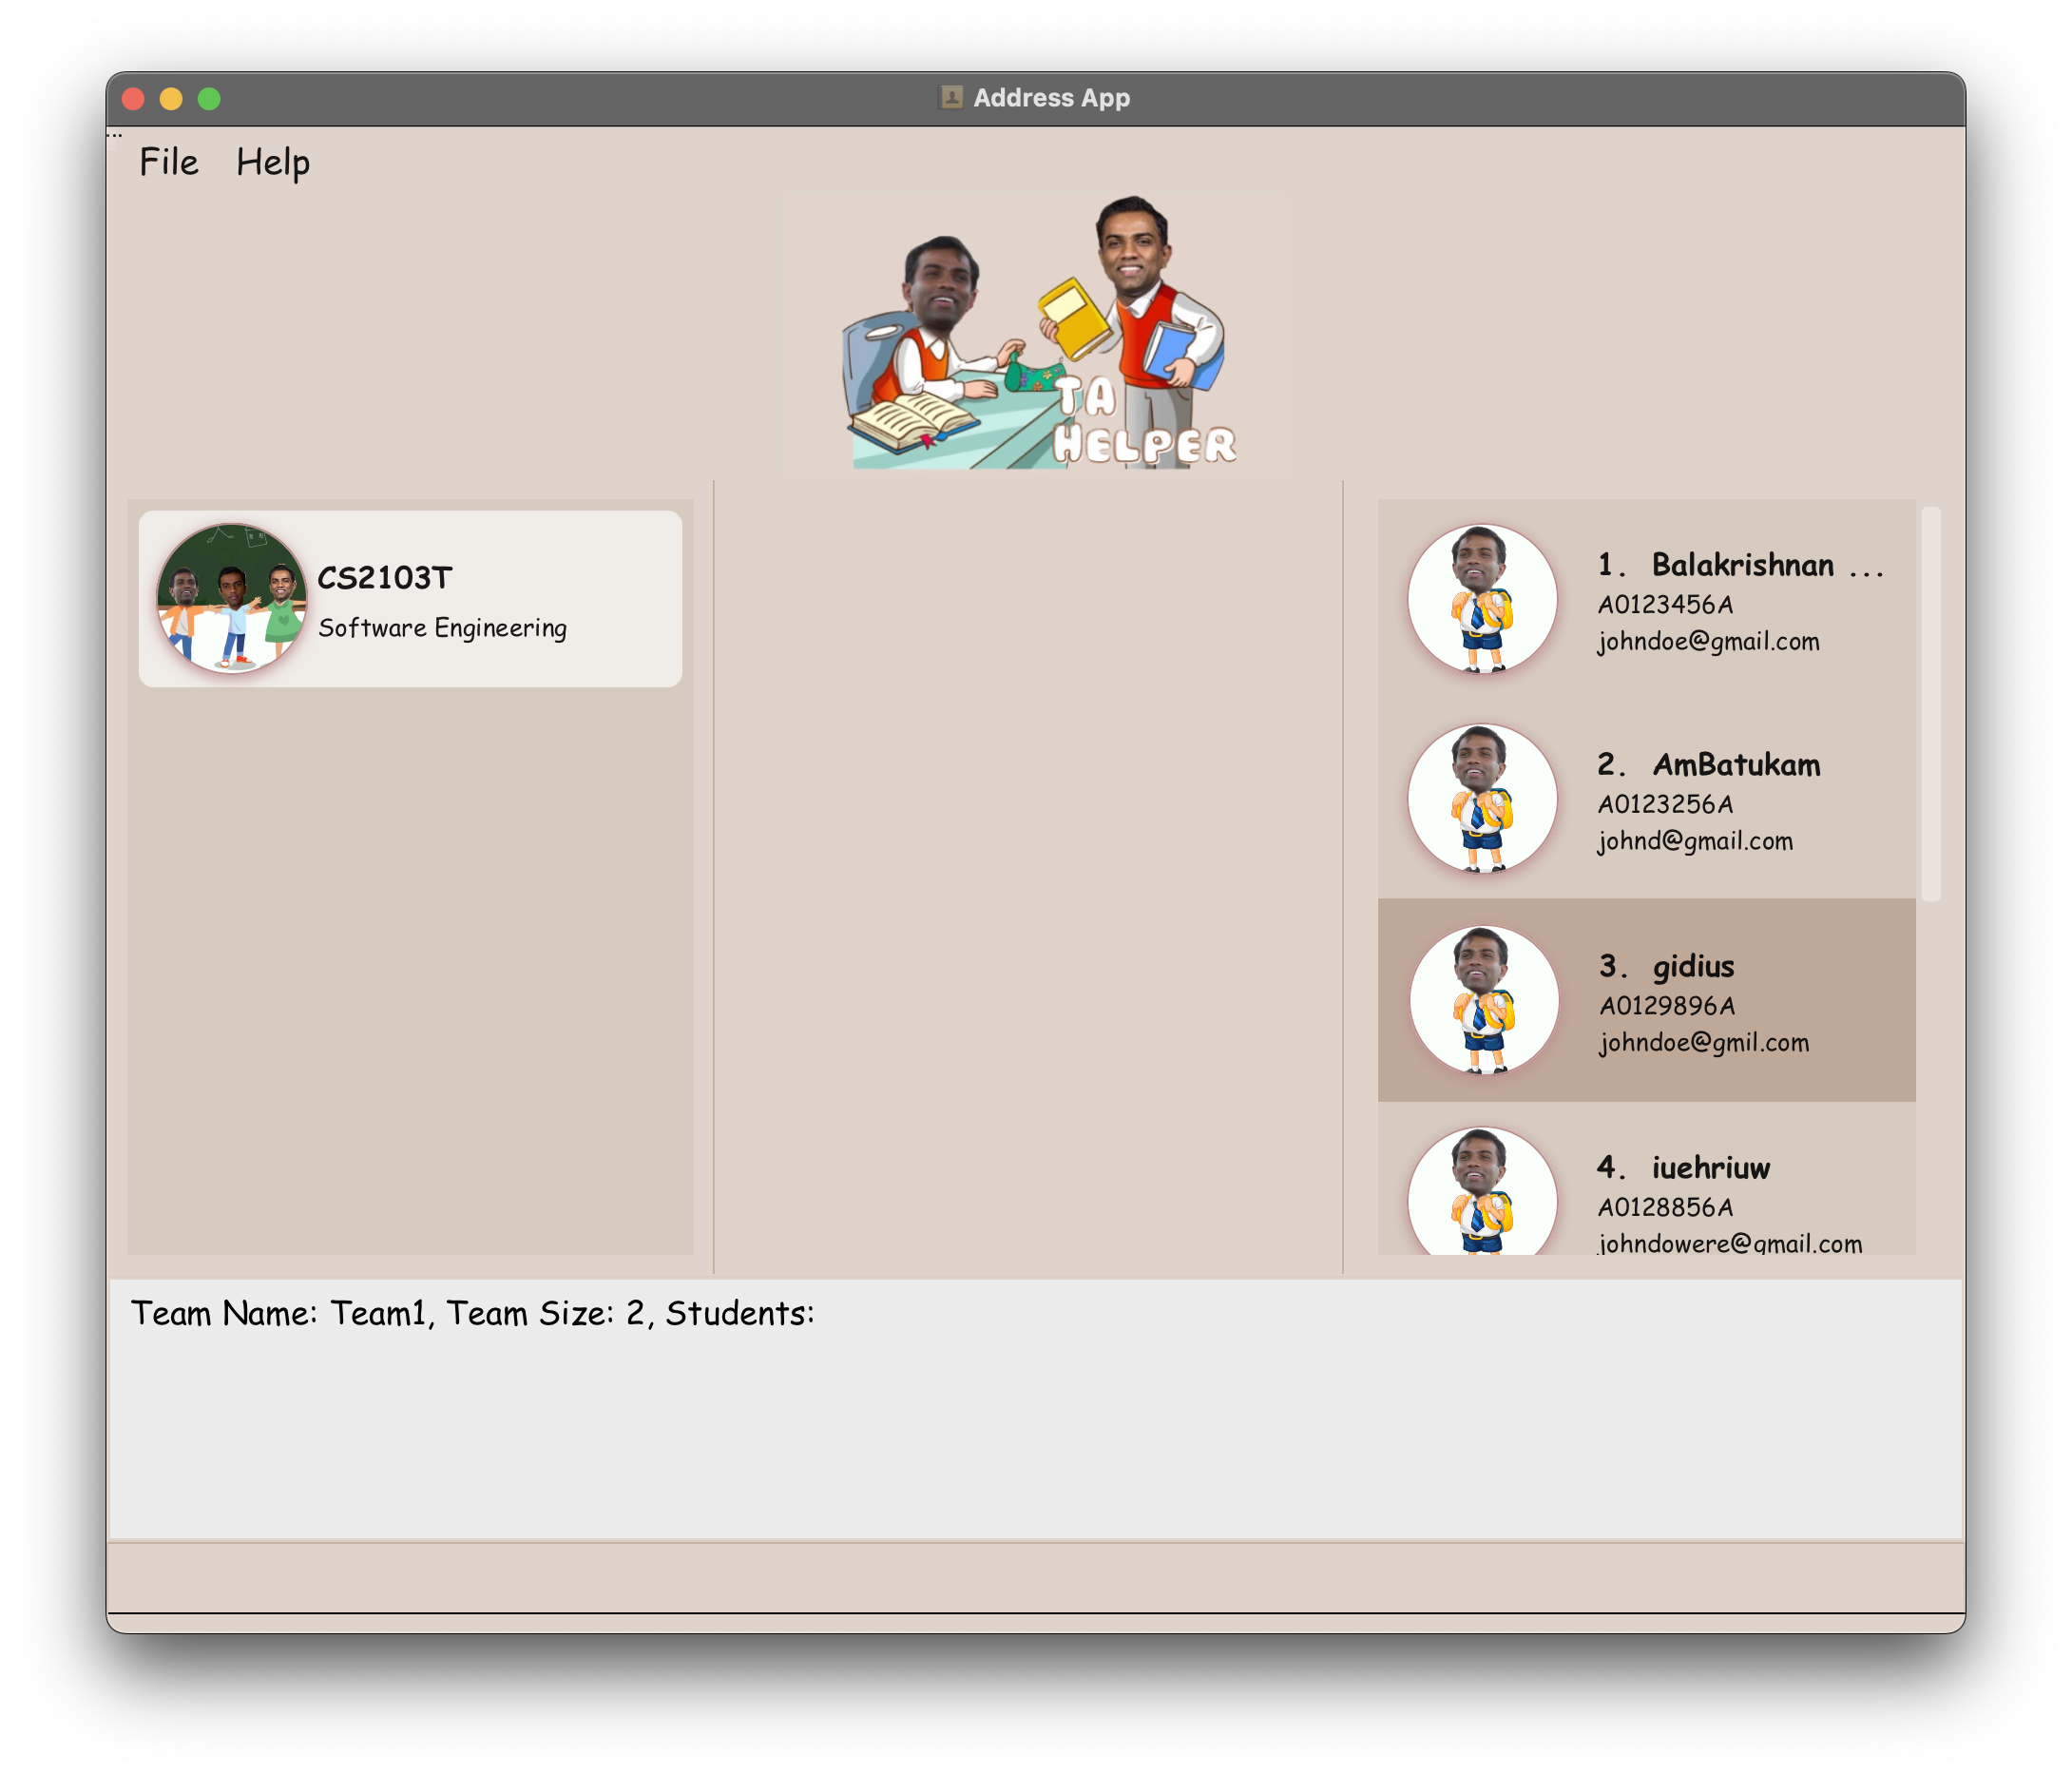 Address App
File Help
TA
HELPER
CS2103T
Software Engineering
1. Balakrishnan ...
A0123456A
johndoe@gmail.com
2. AmBatukam
A0123256A
johnd@gmail.com
3. gidius
A0129896A
johndoe@gmil.com
4. iuehriuw
A0128856A
johndowere@gmail.com
Team Name: Team1, Team Size: 2, Students: